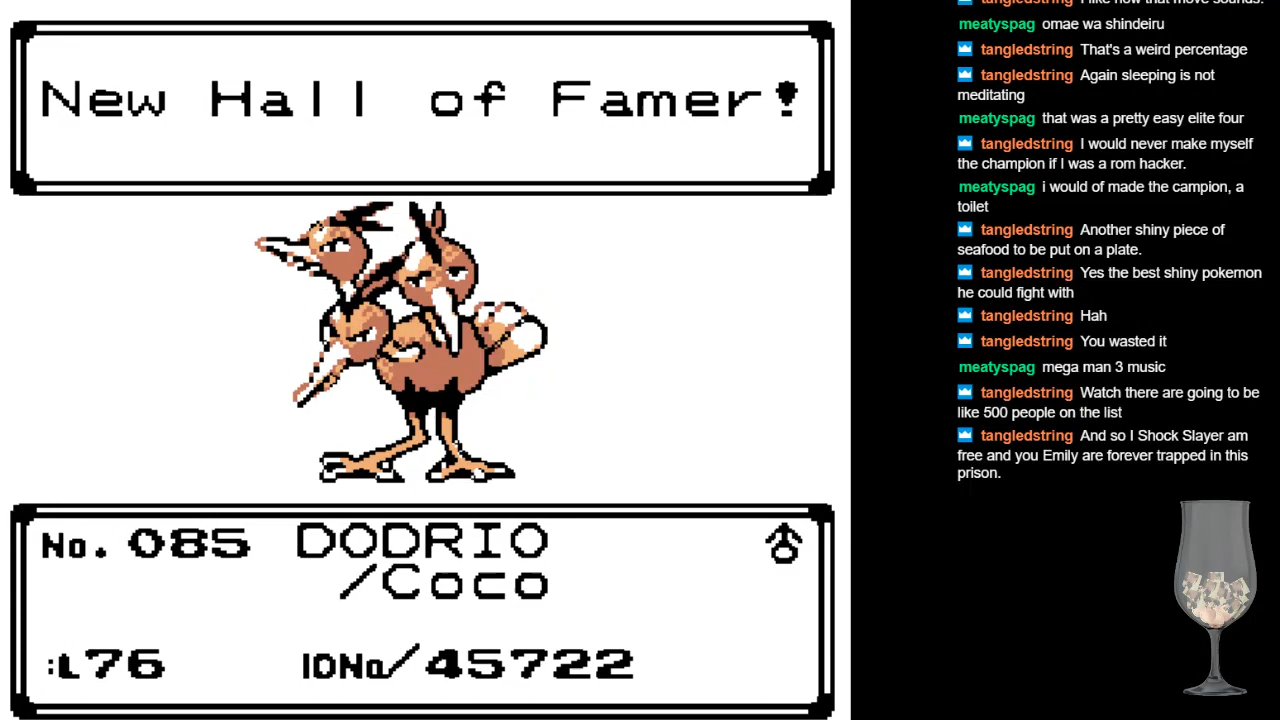 New Hall of Famer!
No. 085 DODRIO ♂
/Coco
:L76 IDNo/45722
meatyspag omae wa shindeiru
tangledstring That's a weird percentage
tangledstring Again sleeping is not
meditating
meatyspag that was a pretty easy elite four
tangledstring I would never make myself
the champion if I was a rom hacker.
meatyspag i would of made the campion, a
toilet
tangledstring Another shiny piece of
seafood to be put on a plate.
tangledstring Yes the best shiny pokemon
he could fight with
tangledstring Hah
tangledstring You wasted it
meatyspag mega man 3 music
tangledstring Watch there are going to be
like 500 people on the list
tangledstring And so I Shock Slayer am
free and you Emily are forever trapped in this
prison.